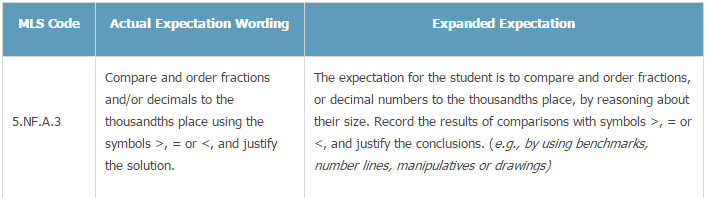 MLS Code
Actual Expectation Wording
Expanded Expectation
5.NF.A.3
Compare and order fractions
and/or decimals to the
thousandths place using the
symbols >, = or <, and justify
the solution.
The expectation for the student is to compare and order fractions,
or decimal numbers to the thousandths place, by reasoning about
their size. Record the results of comparisons with symbols >, = or
<, and justify the conclusions. (e.g., by using benchmarks,
number lines, manipulatives or drawings)